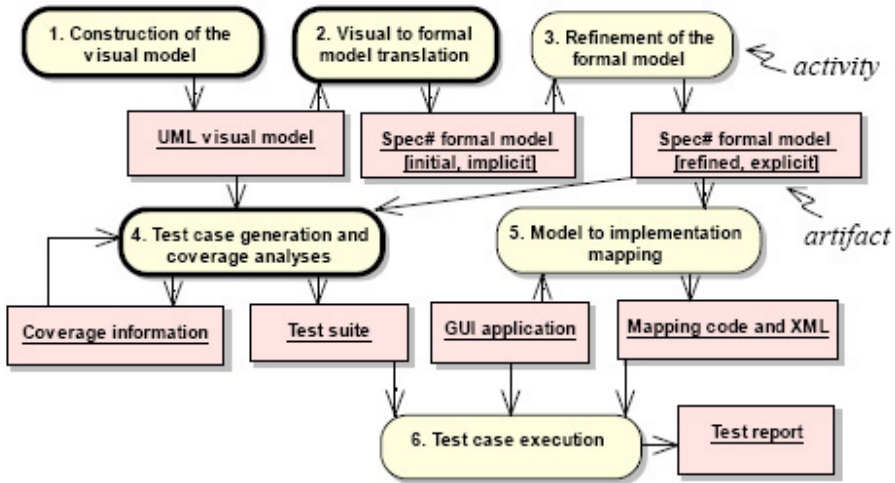 1. Construction of the
visual model
2. Visual to formal
model translation
3. Refinement of the
formal model
activity
UML visual model
Spec# formal model
[initial, implicit]
Spec# formal model
[refined, explicit]
artifact
4. Test case generation and
coverage analyses
5. Model to implementation
mapping
Coverage information
Test suite
GUI application
Mapping code and XML
6. Test case execution
Test report